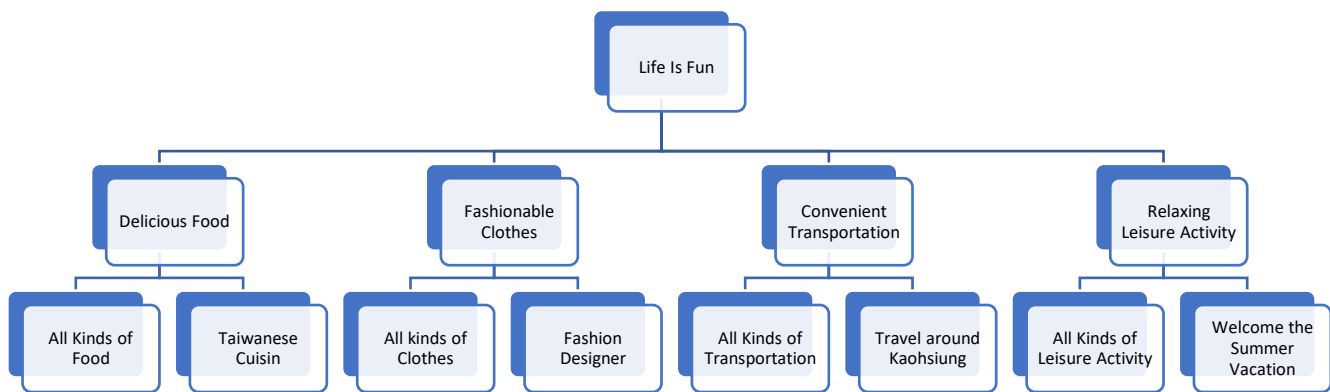 Life Is Fun
Delicious Food
Fashionable
Clothes
Convenient
Transportation
Relaxing
Leisure Activity
All Kinds of
Food
Taiwanese
Cuisin
All kinds of
Clothes
Fashion
Designer
All Kinds of
Transportation
Travel around
Kaohsiung
All Kinds of
Leisure Activity
Welcome the
Summer
Vacation